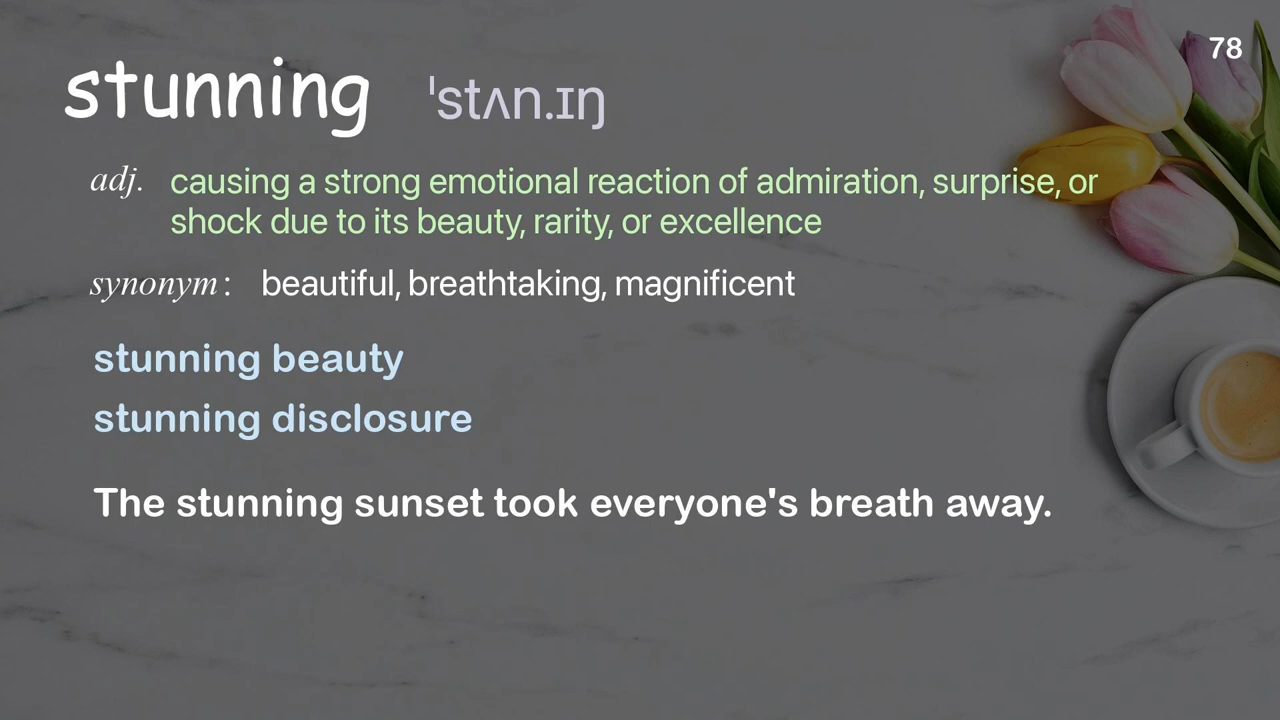 78
stunning ˈstʌn.ɪŋ
adj. causing a strong emotional reaction of admiration, surprise, or
shock due to its beauty, rarity, or excellence
synonym : beautiful, breathtaking, magnificent
stunning beauty
stunning disclosure
The stunning sunset took everyone's breath away.